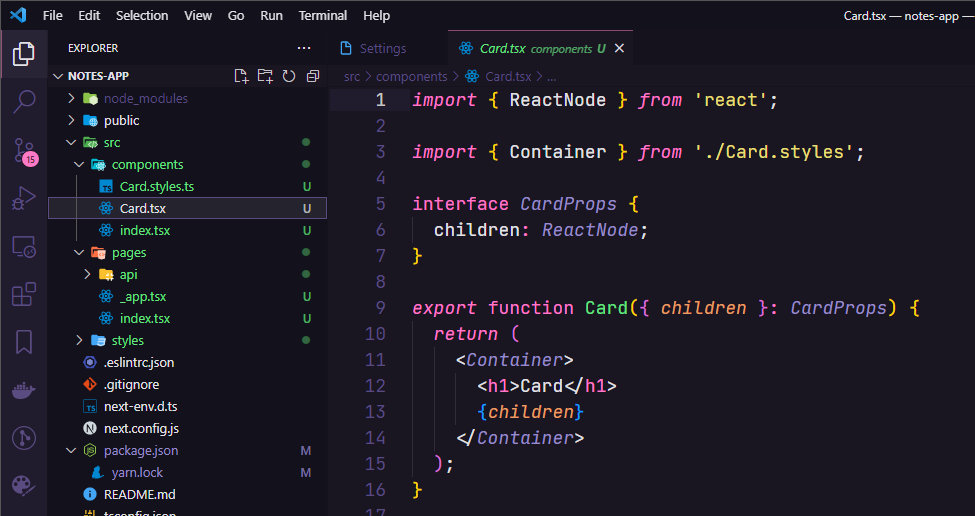 File Edit Selection View Go Run Terminal Help
Card.tsx — notes-app —
EXPLORER
NOTES-APP
node_modules
public
src
components
Card.styles.ts U
Card.tsx U
index.tsx U
pages
api
_app.tsx U
index.tsx U
styles
.eslintrc.json
.gitignore
next-env.d.ts
next.config.js
package.json M
yarn.lock M
README.md
tsconfig.json
15
Settings
Card.tsx components U
src > components > Card.tsx > ...
1 import { ReactNode } from 'react';
2
3 import { Container } from './Card.styles';
4
5 interface CardProps {
6 children: ReactNode;
7 }
8
9 export function Card({ children }: CardProps) {
10 return (
11 <Container>
12 <h1>Card</h1>
13 {children}
14 </Container>
15 );
16 }
17